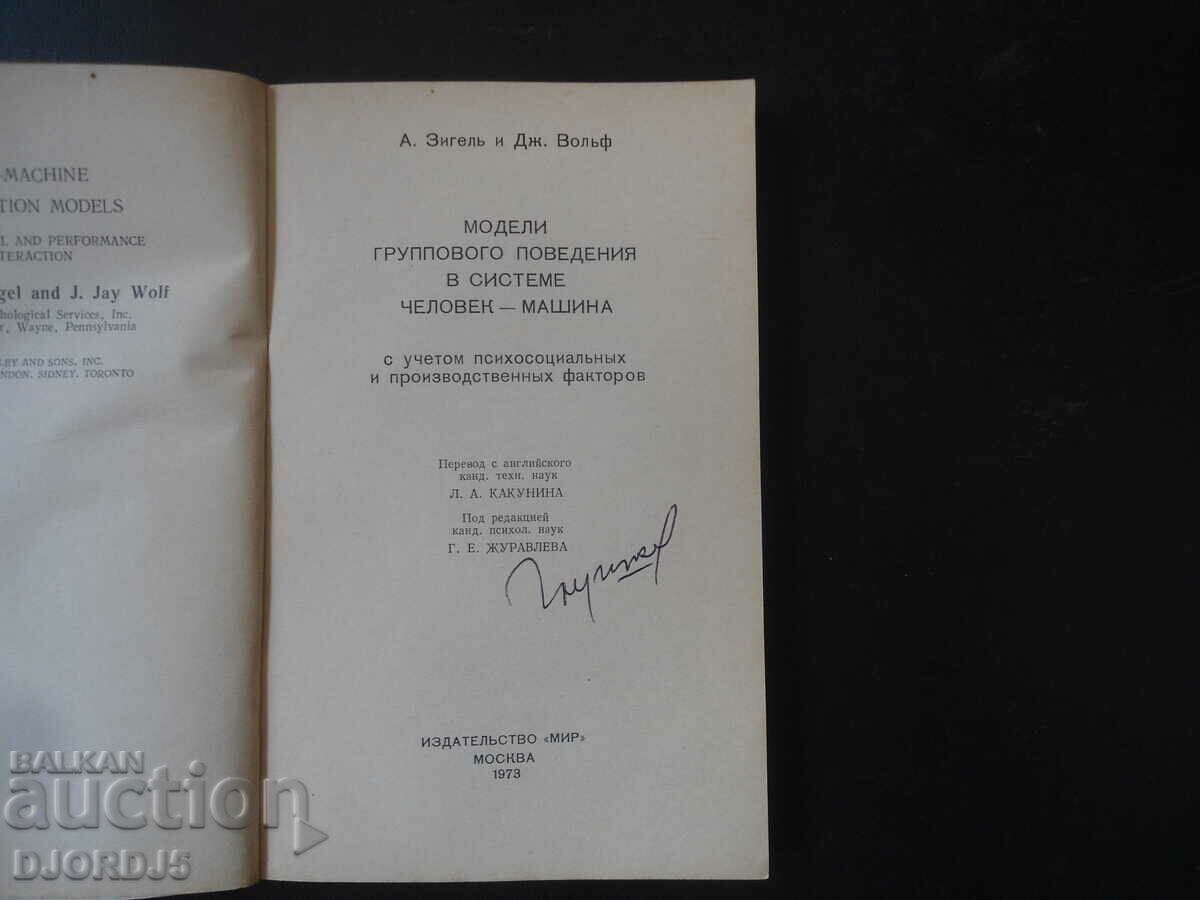 -MACHINE
TION MODELS
L AND PERFORMANCE
TERACTION
gel and J. Jay Wolf
hological Services, Inc.
r, Wayne, Pennsylvania
LEY AND SONS, INC.
NDON, SIDNEY, TORONTO
А. Зигель и Дж. Вольф
МОДЕЛИ
ГРУППОВОГО ПОВЕДЕНИЯ
В СИСТЕМЕ
ЧЕЛОВЕК — МАШИНА
с учетом психосоциальных
и производственных факторов
Перевод с английского
канд. техн. наук
Л. А. КАКУНИНА
Под редакцией
канд. психол. наук
Г. Е. ЖУРАВЛЕВА
ИЗДАТЕЛЬСТВО «МИР»
МОСКВА
1973
BALKAN
auction
DJORDJ5